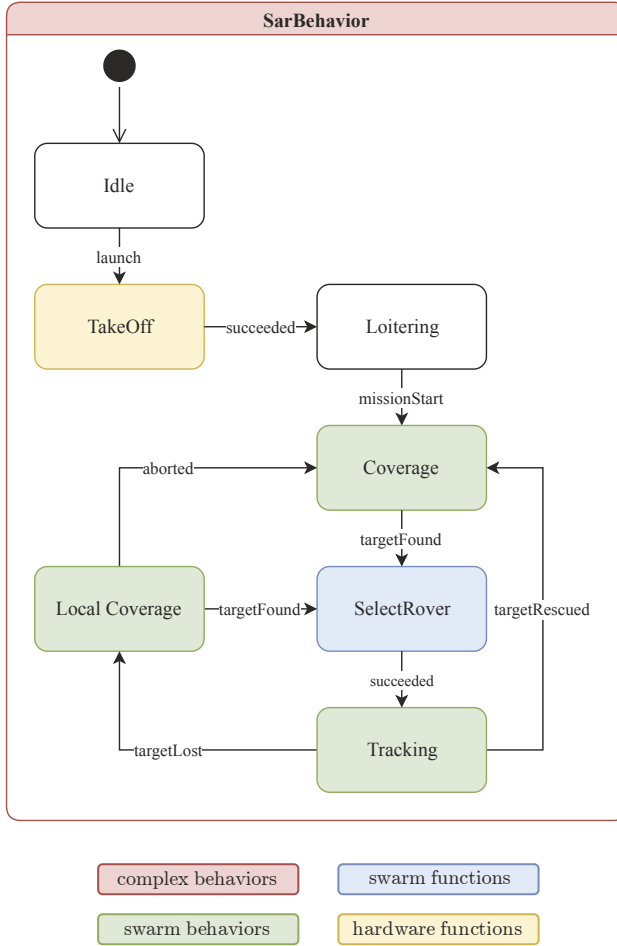 SarBehavior
Idle
launch
TakeOff
succeeded
Loitering
missionStart
aborted
Coverage
targetFound
Local Coverage
targetFound
SelectRover
targetRescued
succeeded
targetLost
Tracking
complex behaviors
swarm functions
swarm behaviors
hardware functions